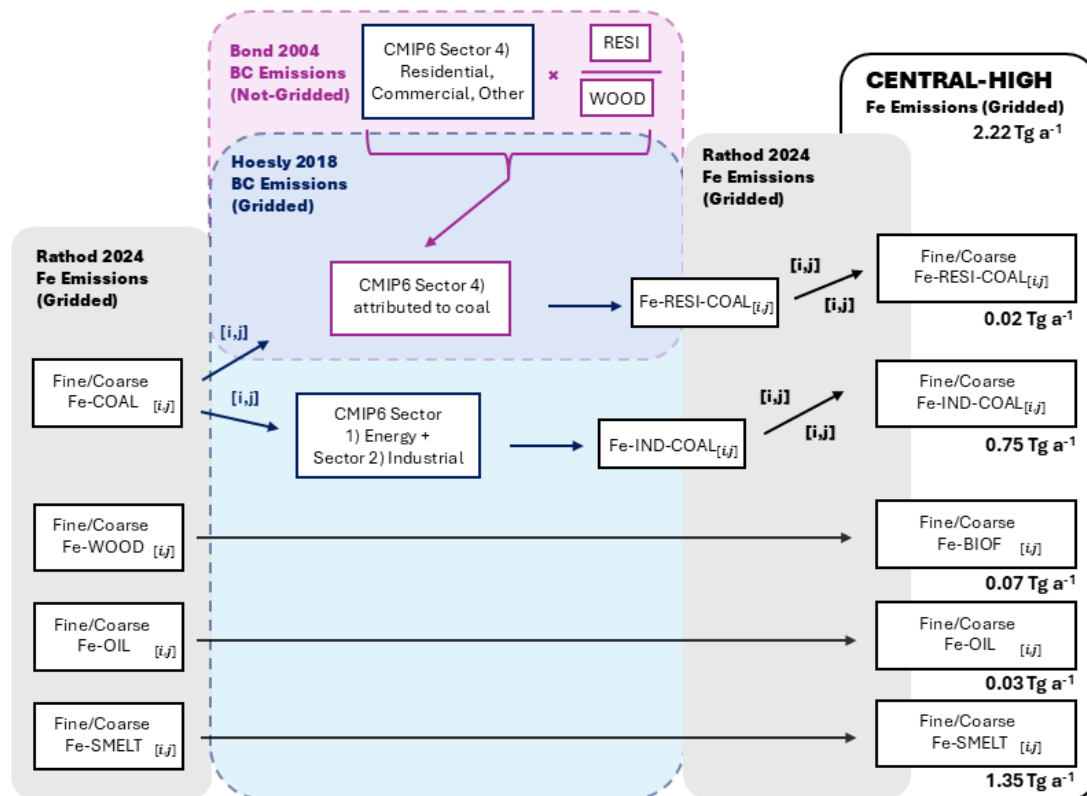 Bond 2004
BC Emissions
(Not-Gridded)
CMIP6 Sector 4)
Residential,
Commercial, Other
×
RESI
WOOD
CENTRAL-HIGH
Fe Emissions (Gridded)
2.22 Tg a⁻¹
Hoesly 2018
BC Emissions
(Gridded)
Rathod 2024
Fe Emissions
(Gridded)
Rathod 2024
Fe Emissions
(Gridded)
CMIP6 Sector 4)
attributed to coal
Fe-RESI-COAL[i,j]
[i,j]
[i,j]
Fine/Coarse
Fe-RESI-COAL[i,j]
0.02 Tg a⁻¹
Fine/Coarse
Fe-COAL [i,j]
[i,j]
[i,j]
CMIP6 Sector
1) Energy +
Sector 2) Industrial
Fe-IND-COAL[i,j]
[i,j]
[i,j]
Fine/Coarse
Fe-IND-COAL[i,j]
0.75 Tg a⁻¹
Fine/Coarse
Fe-WOOD [i,j]
Fine/Coarse
Fe-BIOF [i,j]
0.07 Tg a⁻¹
Fine/Coarse
Fe-OIL [i,j]
Fine/Coarse
Fe-OIL [i,j]
0.03 Tg a⁻¹
Fine/Coarse
Fe-SMELT [i,j]
Fine/Coarse
Fe-SMELT [i,j]
1.35 Tg a⁻¹